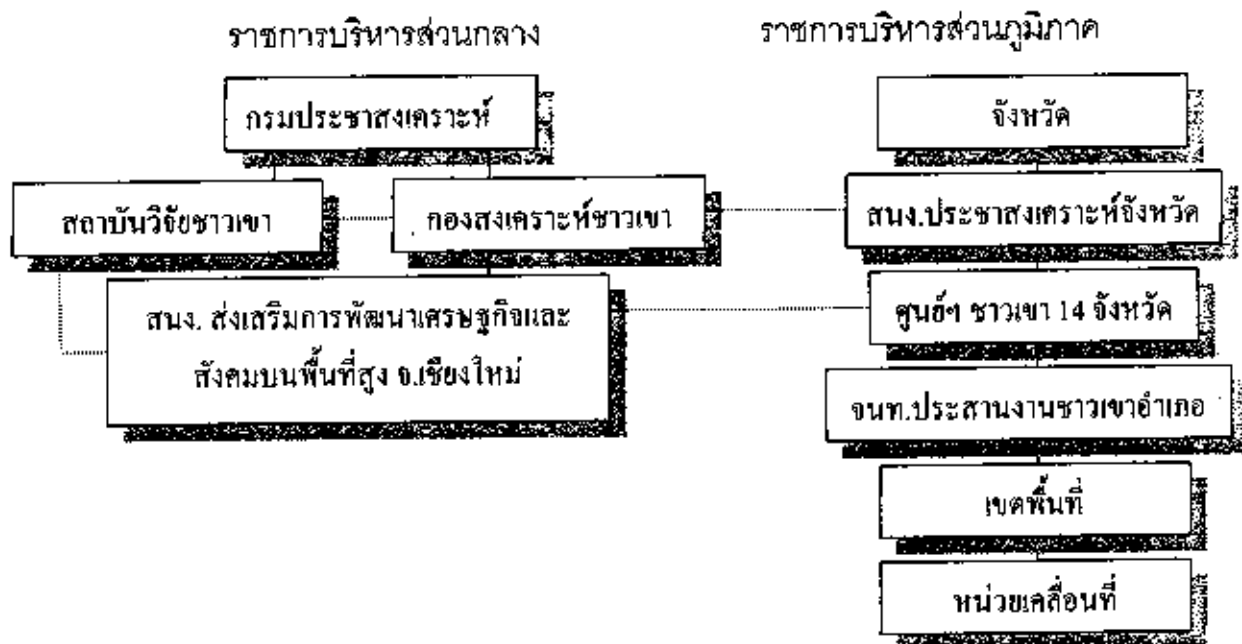 ราชการบริหารส่วนกลาง
ราชการบริหารส่วนภูมิภาค
กรมประชาสงเคราะห์
จังหวัด
สถาบันวิจัยชาวเขา
กองสงเคราะห์ชาวเขา
สนง.ประชาสงเคราะห์จังหวัด
สนง. ส่งเสริมการพัฒนาเศรษฐกิจและ
สังคมบนพื้นที่สูง จ.เชียงใหม่
ศูนย์ฯ ชาวเขา 14 จังหวัด
จนท.ประสานงานชาวเขาอำเภอ
เขตพื้นที่
หน่วยเคลื่อนที่